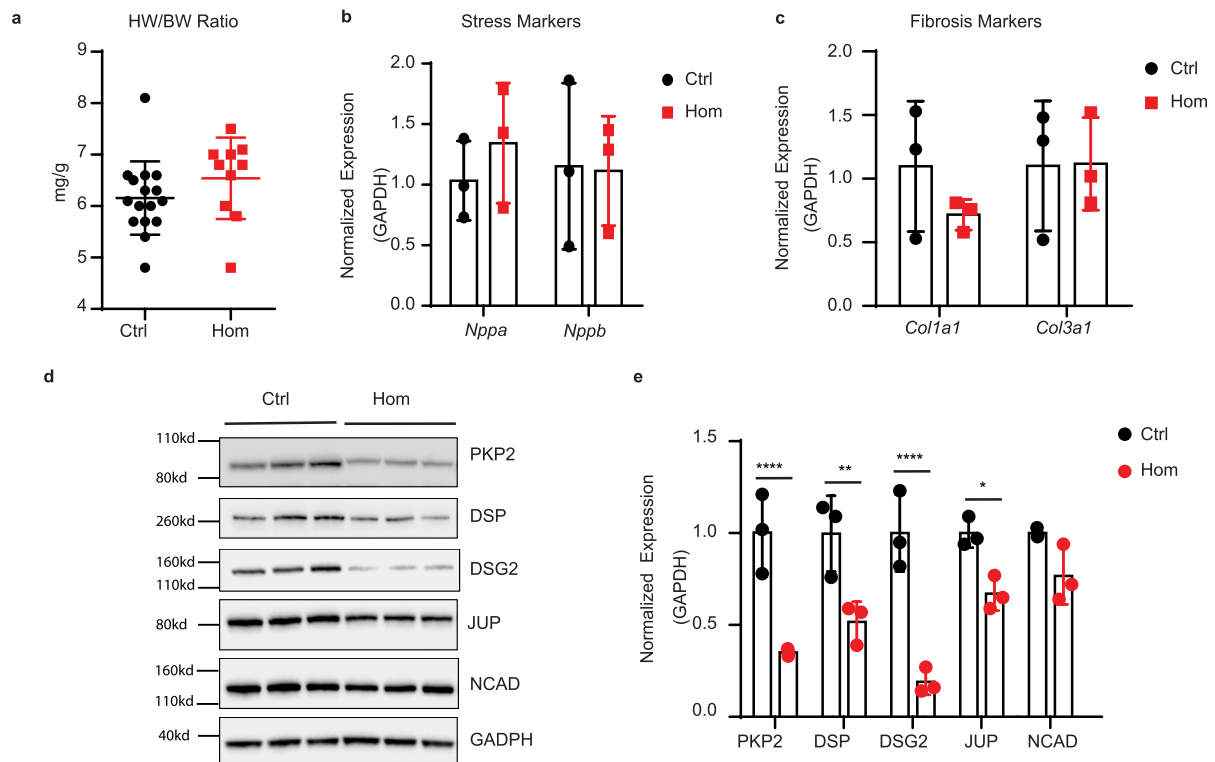 a
HW/BW Ratio
9
8
7
6
5
4
mg/g
Ctrl
Hom
b
Stress Markers
2.0
1.5
1.0
0.5
0.0
Normalized Expression
(GAPDH)
Nppa
Nppb
Ctrl
Hom
c
Fibrosis Markers
2.0
1.5
1.0
0.5
0.0
Normalized Expression
(GAPDH)
Col1a1
Col3a1
Ctrl
Hom
d
Ctrl
Hom
110kd
80kd
PKP2
260kd
DSP
160kd
110kd
DSG2
80kd
JUP
160kd
110kd
NCAD
40kd
GADPH
e
1.5
1.0
0.5
0.0
Normalized Expression
(GAPDH)
****
**
****
*
PKP2
DSP
DSG2
JUP
NCAD
Ctrl
Hom